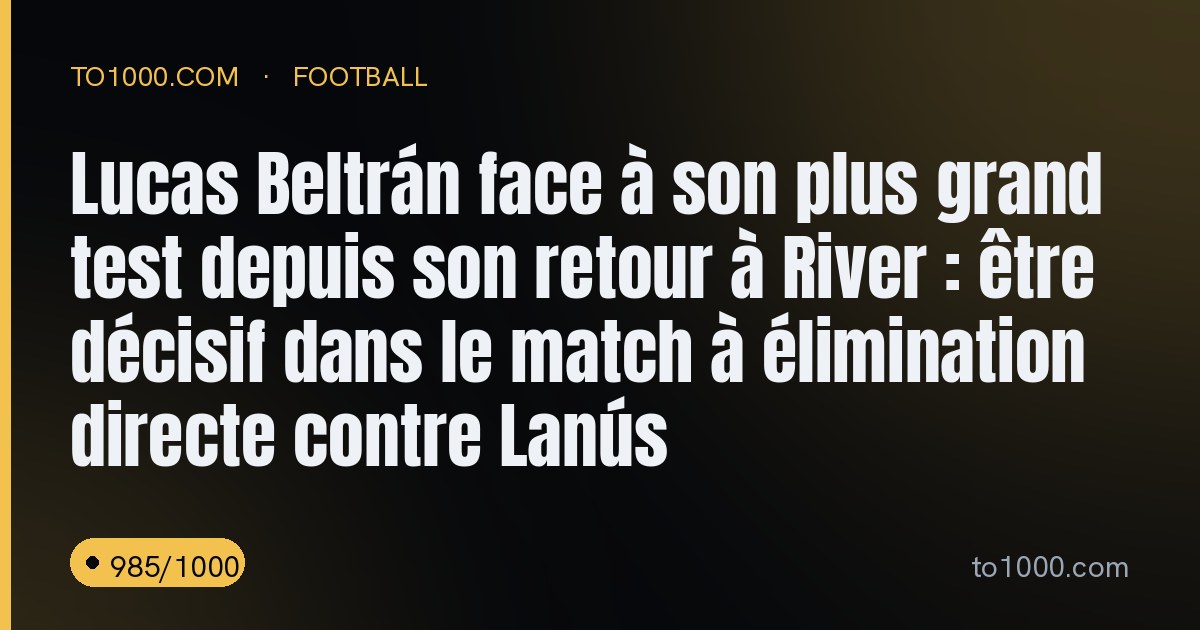 TO1000.COM · FOOTBALL
Lucas Beltrán face à son plus grand
test depuis son retour à River : être
décisif dans le match à élimination
directe contre Lanús
985/1000
to1000.com